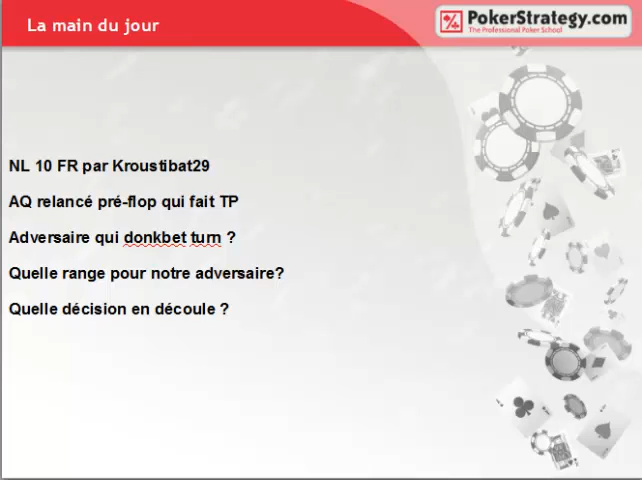 La main du jour
PokerStrategy.com
The Professional Poker School
NL 10 FR par Kroustibat29
AQ relancé pré-flop qui fait TP
Adversaire qui donkbet turn ?
Quelle range pour notre adversaire?
Quelle décision en découle ?